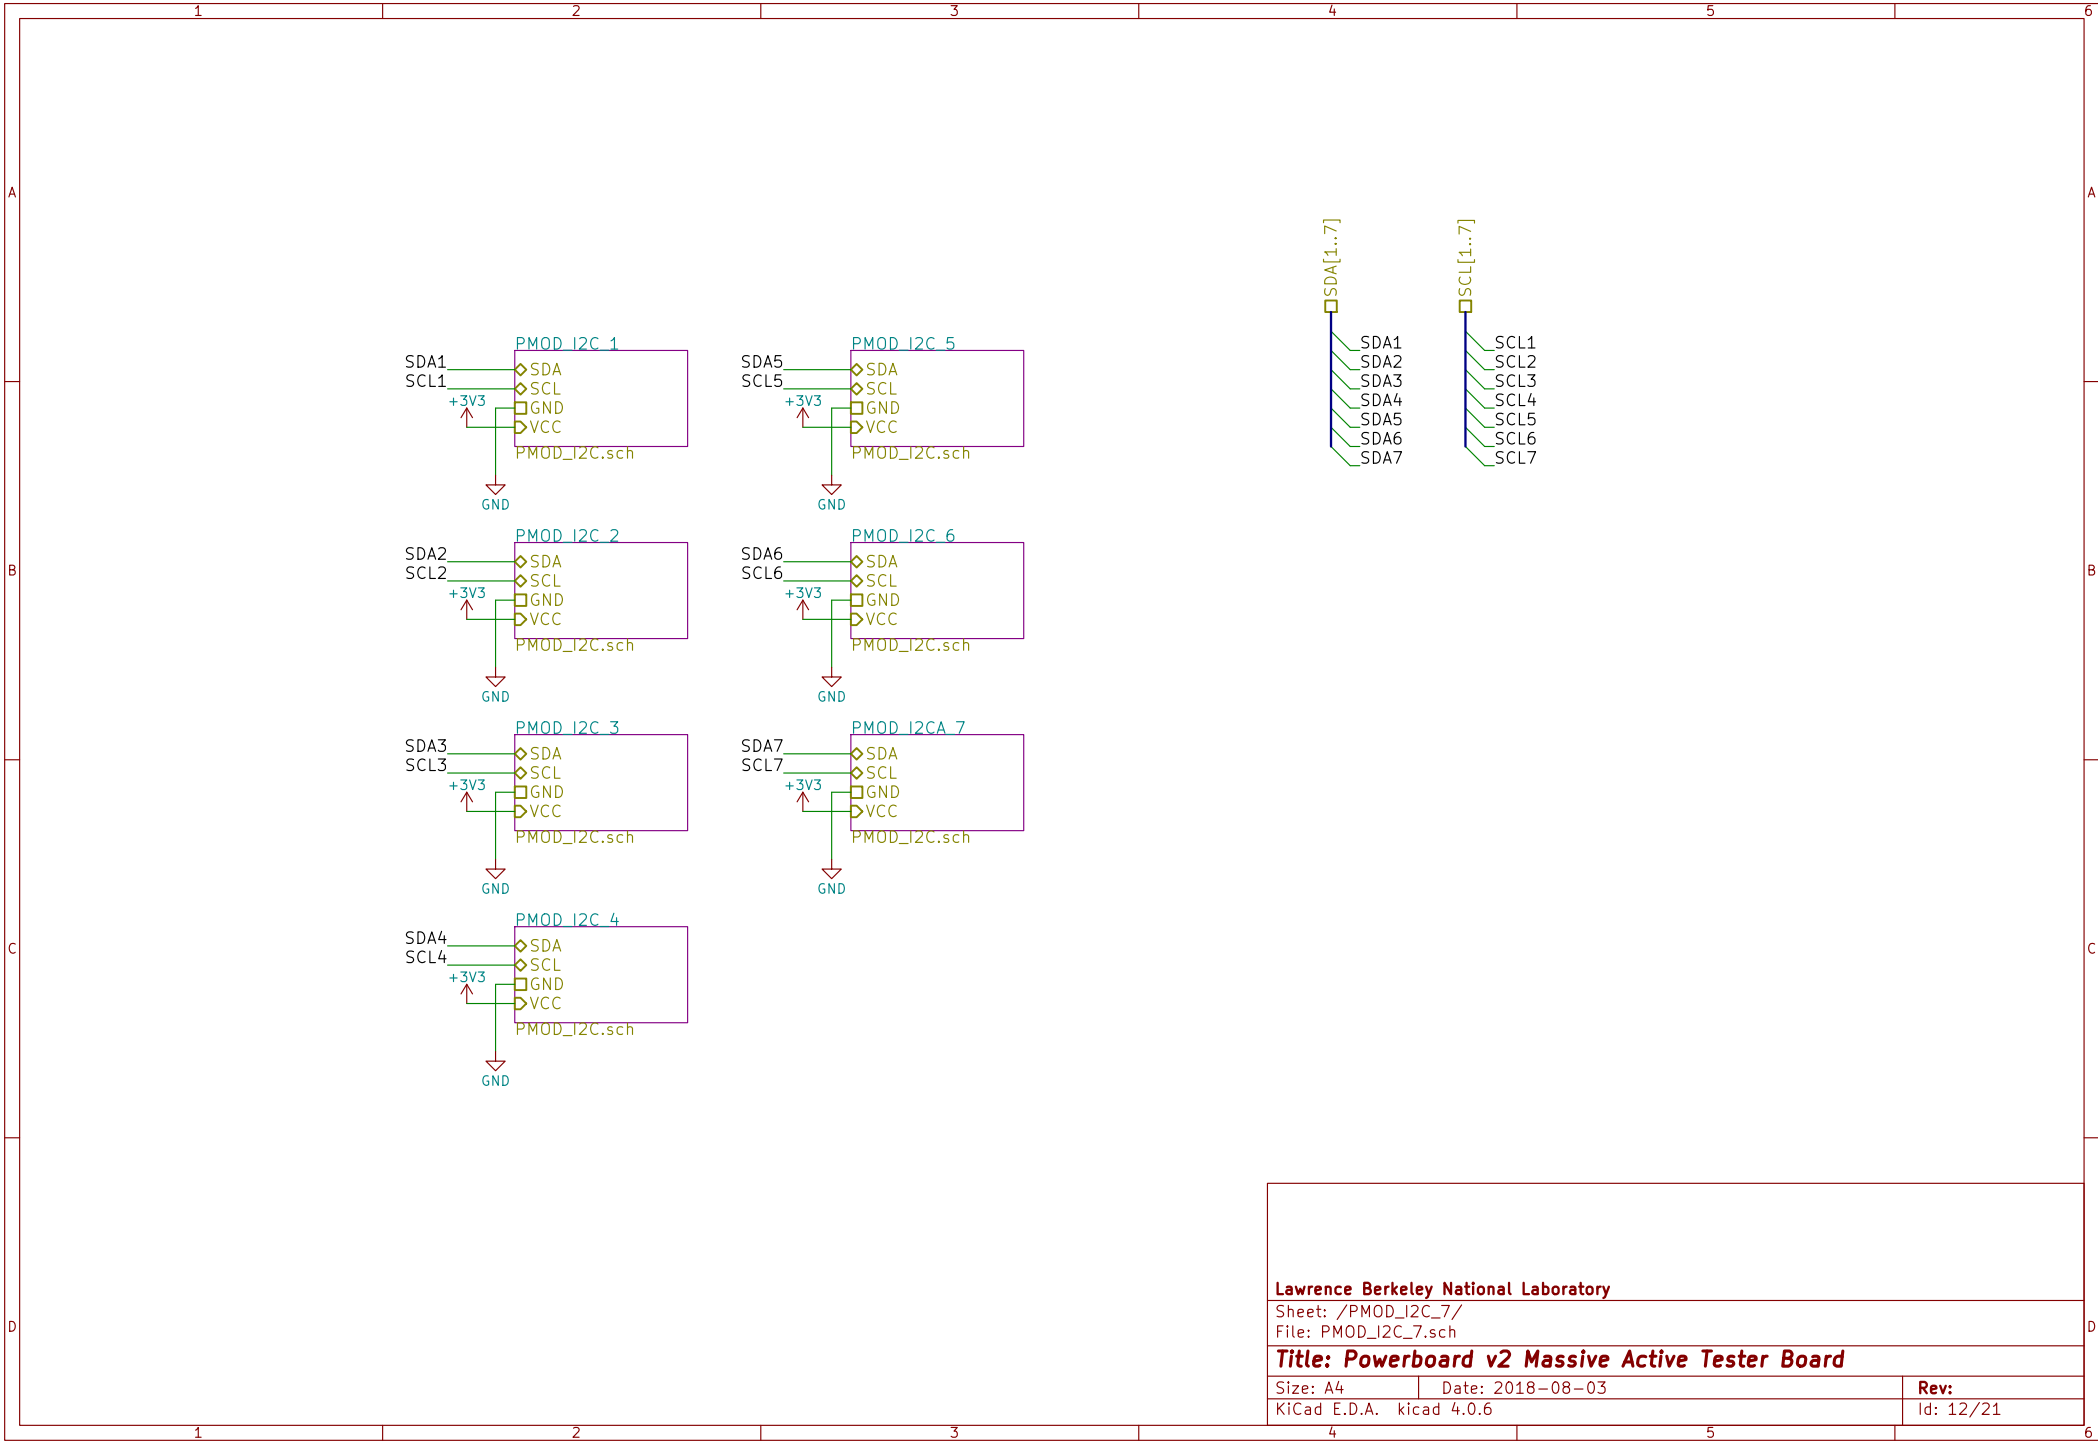 1 2 3 4 5 6
A
B
C
D
PMOD_I2C_1
SDA1
SCL1
+3V3
SDA
SCL
GND
VCC
PMOD_I2C.sch
GND
PMOD_I2C_2
SDA2
SCL2
+3V3
SDA
SCL
GND
VCC
PMOD_I2C.sch
GND
PMOD_I2C_3
SDA3
SCL3
+3V3
SDA
SCL
GND
VCC
PMOD_I2C.sch
GND
PMOD_I2C_4
SDA4
SCL4
+3V3
SDA
SCL
GND
VCC
PMOD_I2C.sch
GND
PMOD_I2C_5
SDA5
SCL5
+3V3
SDA
SCL
GND
VCC
PMOD_I2C.sch
GND
PMOD_I2C_6
SDA6
SCL6
+3V3
SDA
SCL
GND
VCC
PMOD_I2C.sch
GND
PMOD_I2CA_7
SDA7
SCL7
+3V3
SDA
SCL
GND
VCC
PMOD_I2C.sch
GND
SDA[1..7]
SDA1
SDA2
SDA3
SDA4
SDA5
SDA6
SDA7
SCL[1..7]
SCL1
SCL2
SCL3
SCL4
SCL5
SCL6
SCL7
A
B
C
D
Lawrence Berkeley National Laboratory
Sheet: /PMOD_I2C_7/
File: PMOD_I2C_7.sch
Title: Powerboard v2 Massive Active Tester Board
Size: A4 Date: 2018-08-03 Rev:
KiCad E.D.A. kicad 4.0.6 Id: 12/21
1 2 3 4 5 6